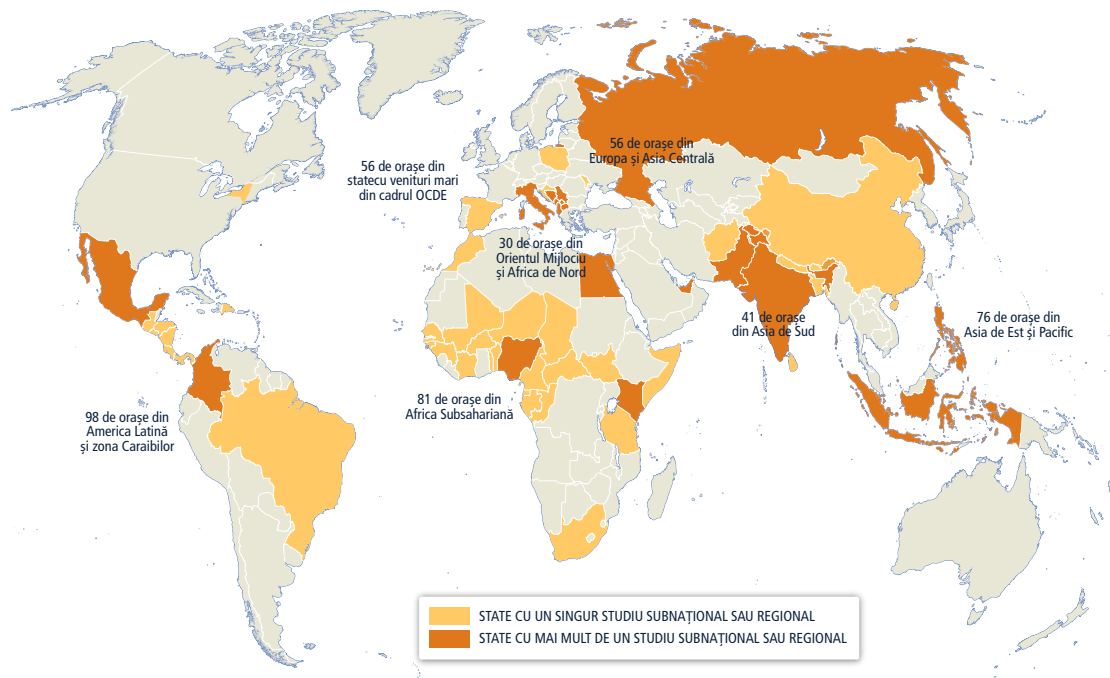 56 de orașe din
Europa și Asia Centrală
56 de orașe din
statecu venituri mari
din cadrul OCDE
30 de orașe din
Orientul Mijlociu
și Africa de Nord
41 de orașe
din Asia de Sud
76 de orașe din
Asia de Est și Pacific
81 de orașe din
Africa Subsahariană
98 de orașe din
America Latină
și zona Caraibilor
STATE CU UN SINGUR STUDIU SUBNAȚIONAL SAU REGIONAL
STATE CU MAI MULT DE UN STUDIU SUBNAȚIONAL SAU REGIONAL